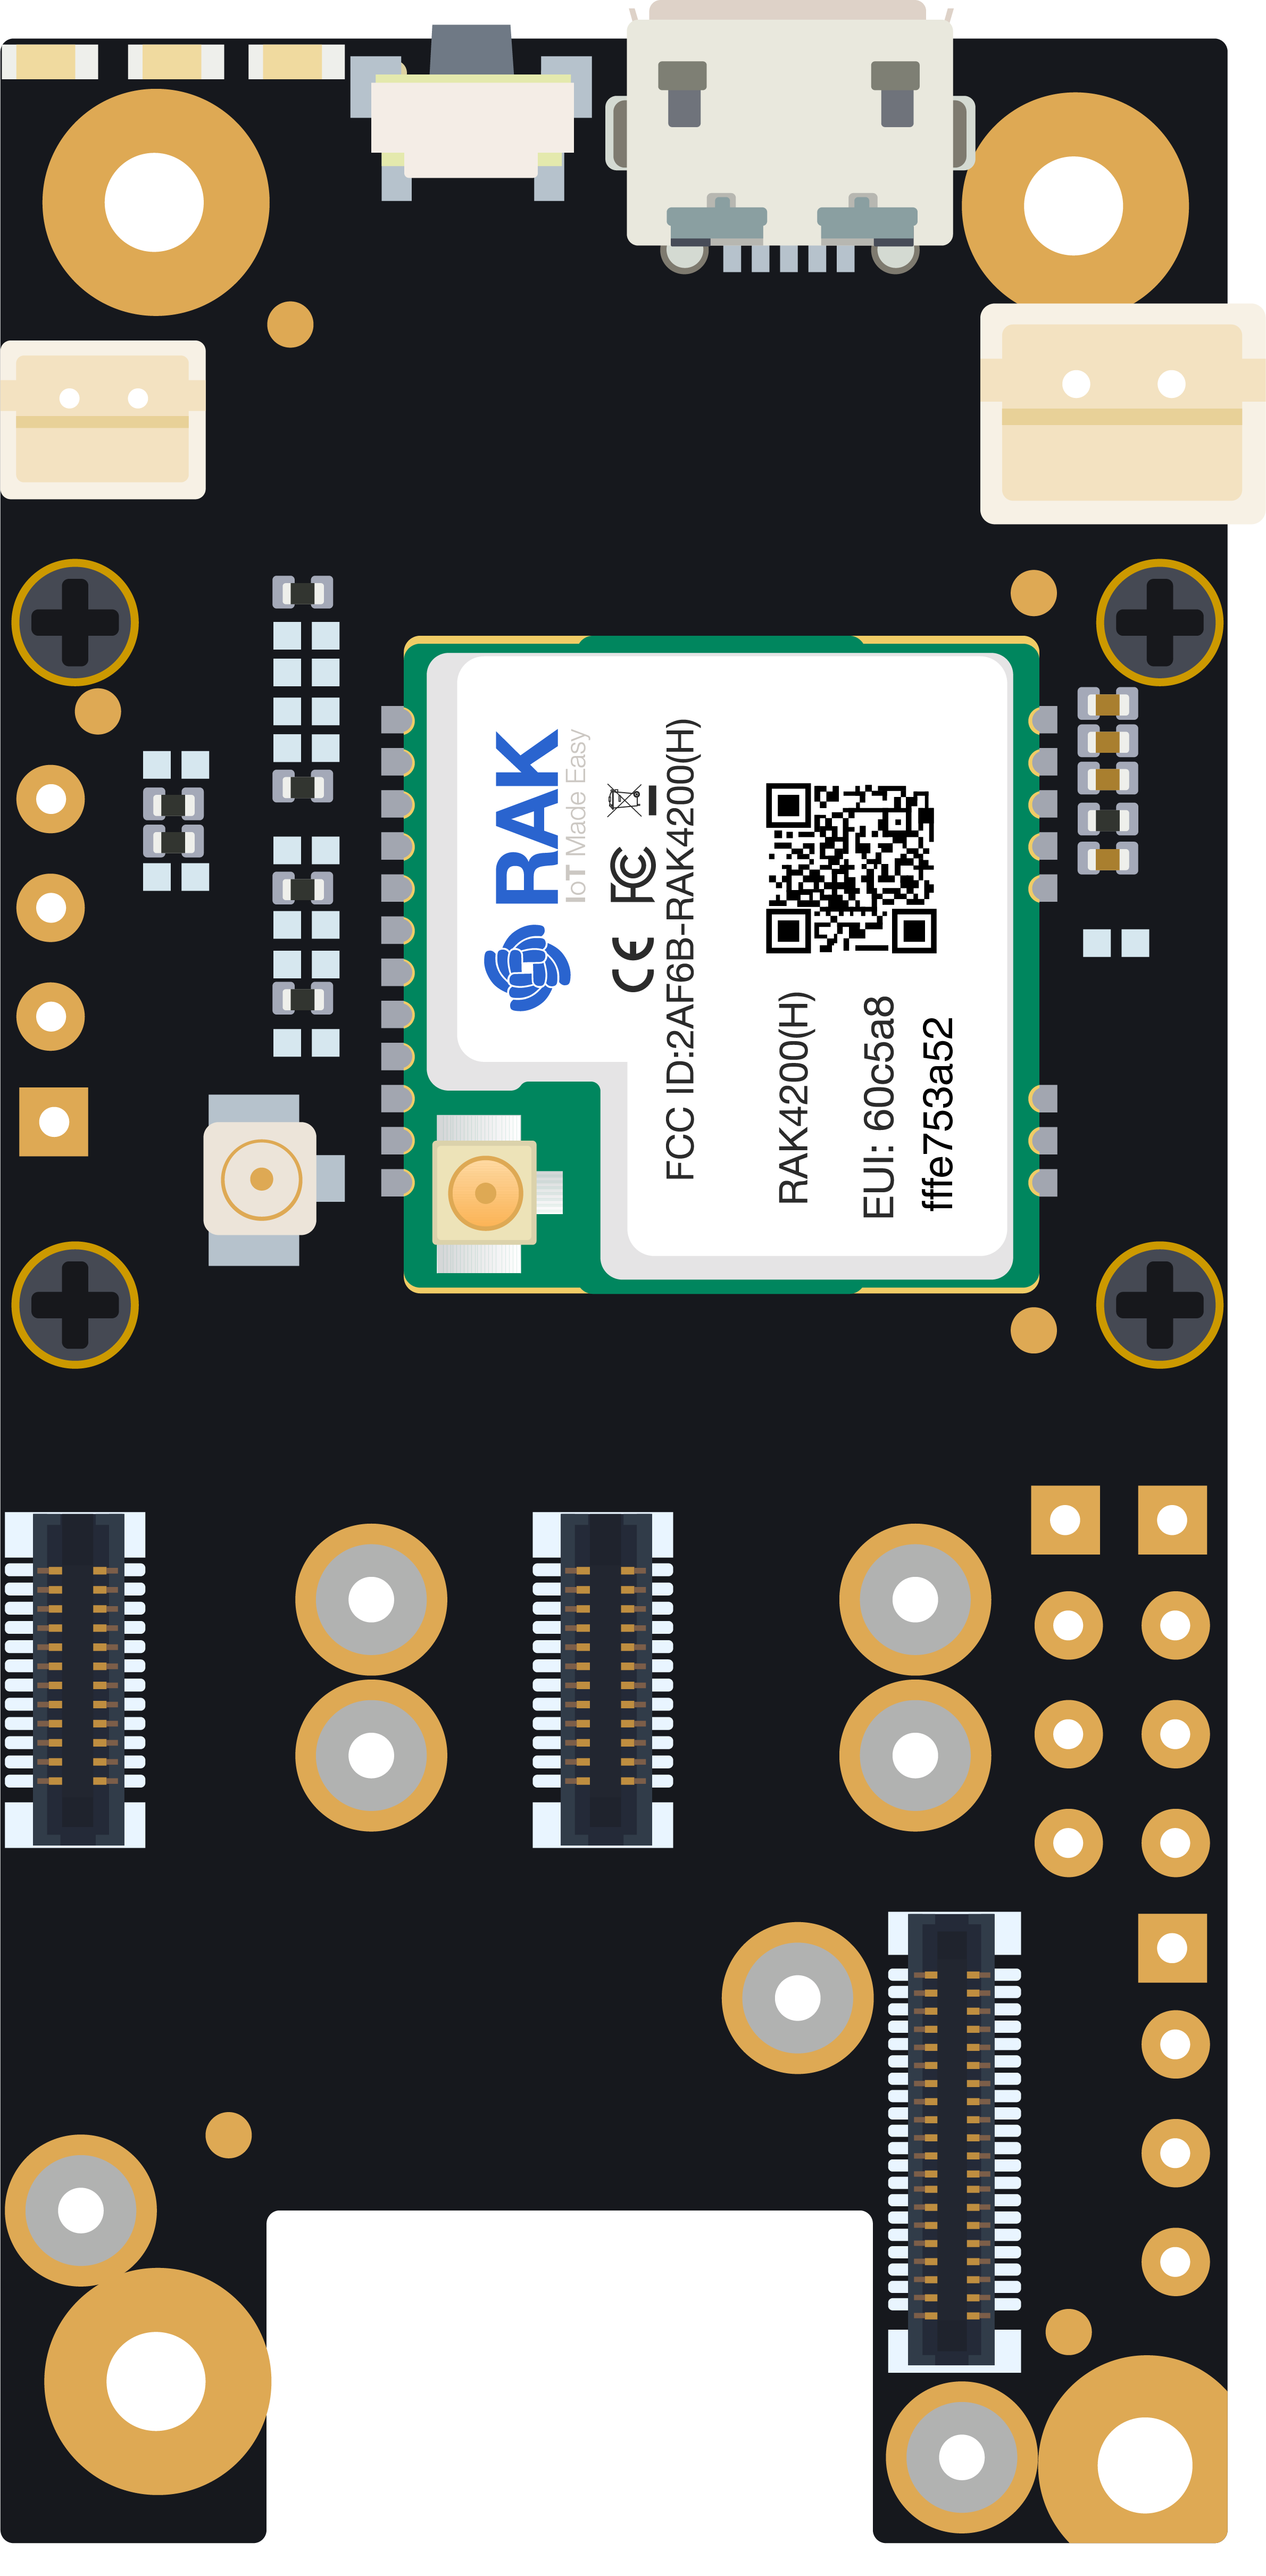 RAK
IoT Made Easy
CE FC
FCC ID:2AF6B-RAK4200(H)
RAK4200(H)
EUI: 60c5a8
fffe753a52